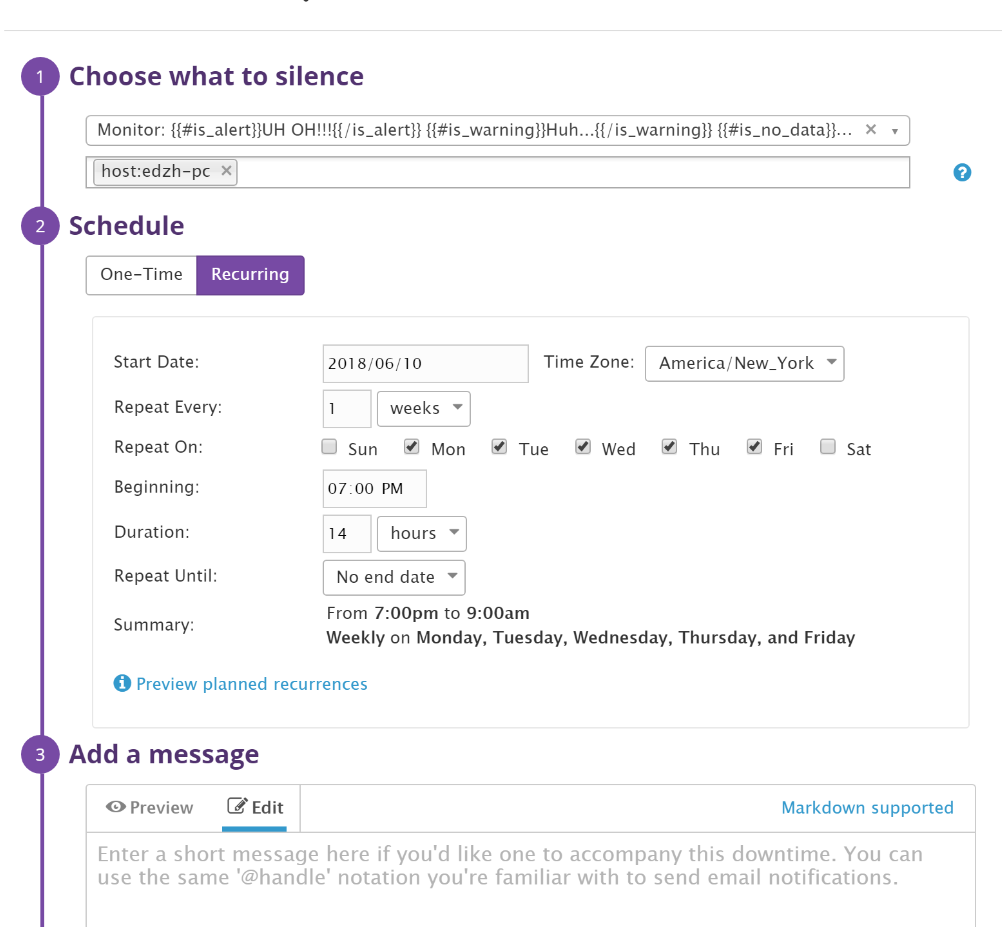 1 Choose what to silence
Monitor: {{#is_alert}}UH OH!!!{{/is_alert}} {{#is_warning}}Huh...{{/is_warning}} {{#is_no_data}}...
host:edzh-pc
2 Schedule
One-Time Recurring
Start Date: 2018/06/10 Time Zone: America/New_York
Repeat Every: 1 weeks
Repeat On: Sun Mon Tue Wed Thu Fri Sat
Beginning: 07:00 PM
Duration: 14 hours
Repeat Until: No end date
From 7:00pm to 9:00am
Summary:
Weekly on Monday, Tuesday, Wednesday, Thursday, and Friday
Preview planned recurrences
3 Add a message
Preview Edit Markdown supported
Enter a short message here if you'd like one to accompany this downtime. You can
use the same '@handle' notation you're familiar with to send email notifications.